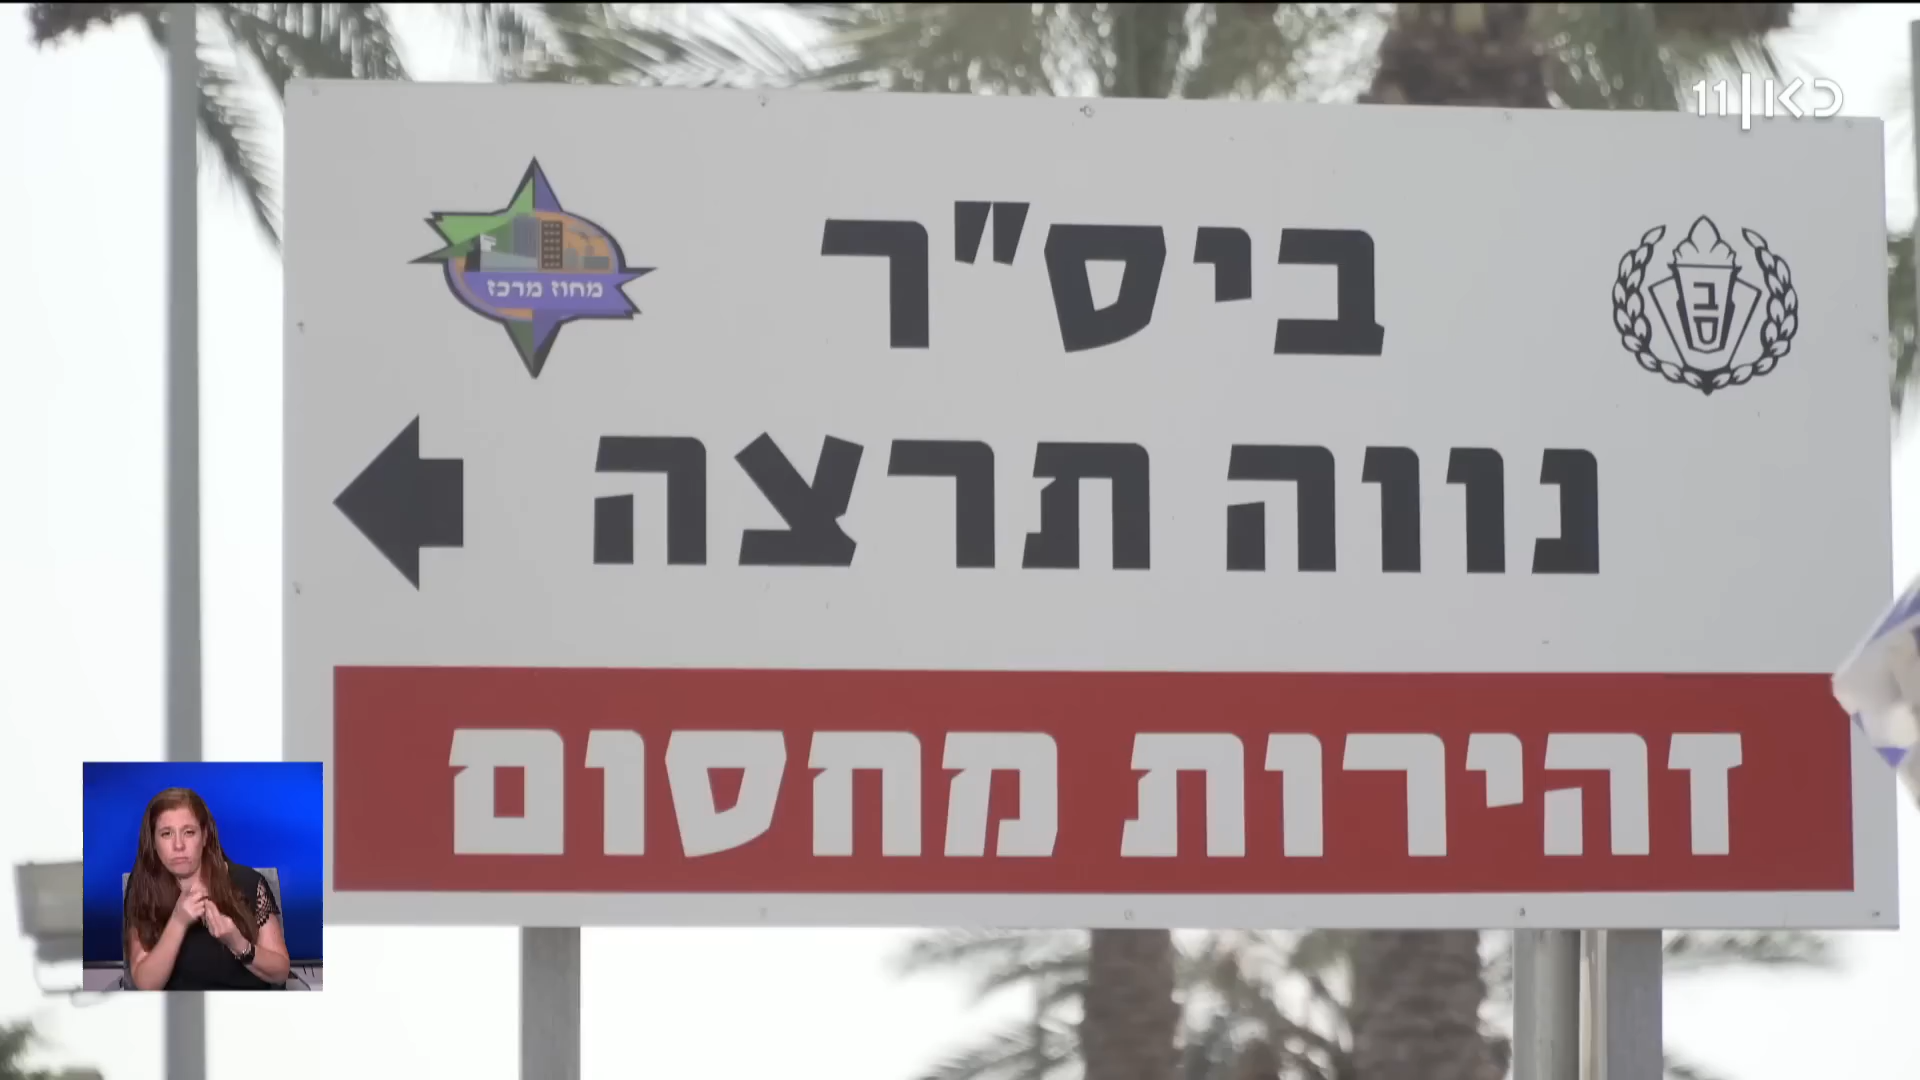 כאן 11
ביס"ר
מחוז מרכז
ב
ס
נווה תרצה
זהירות מחסום